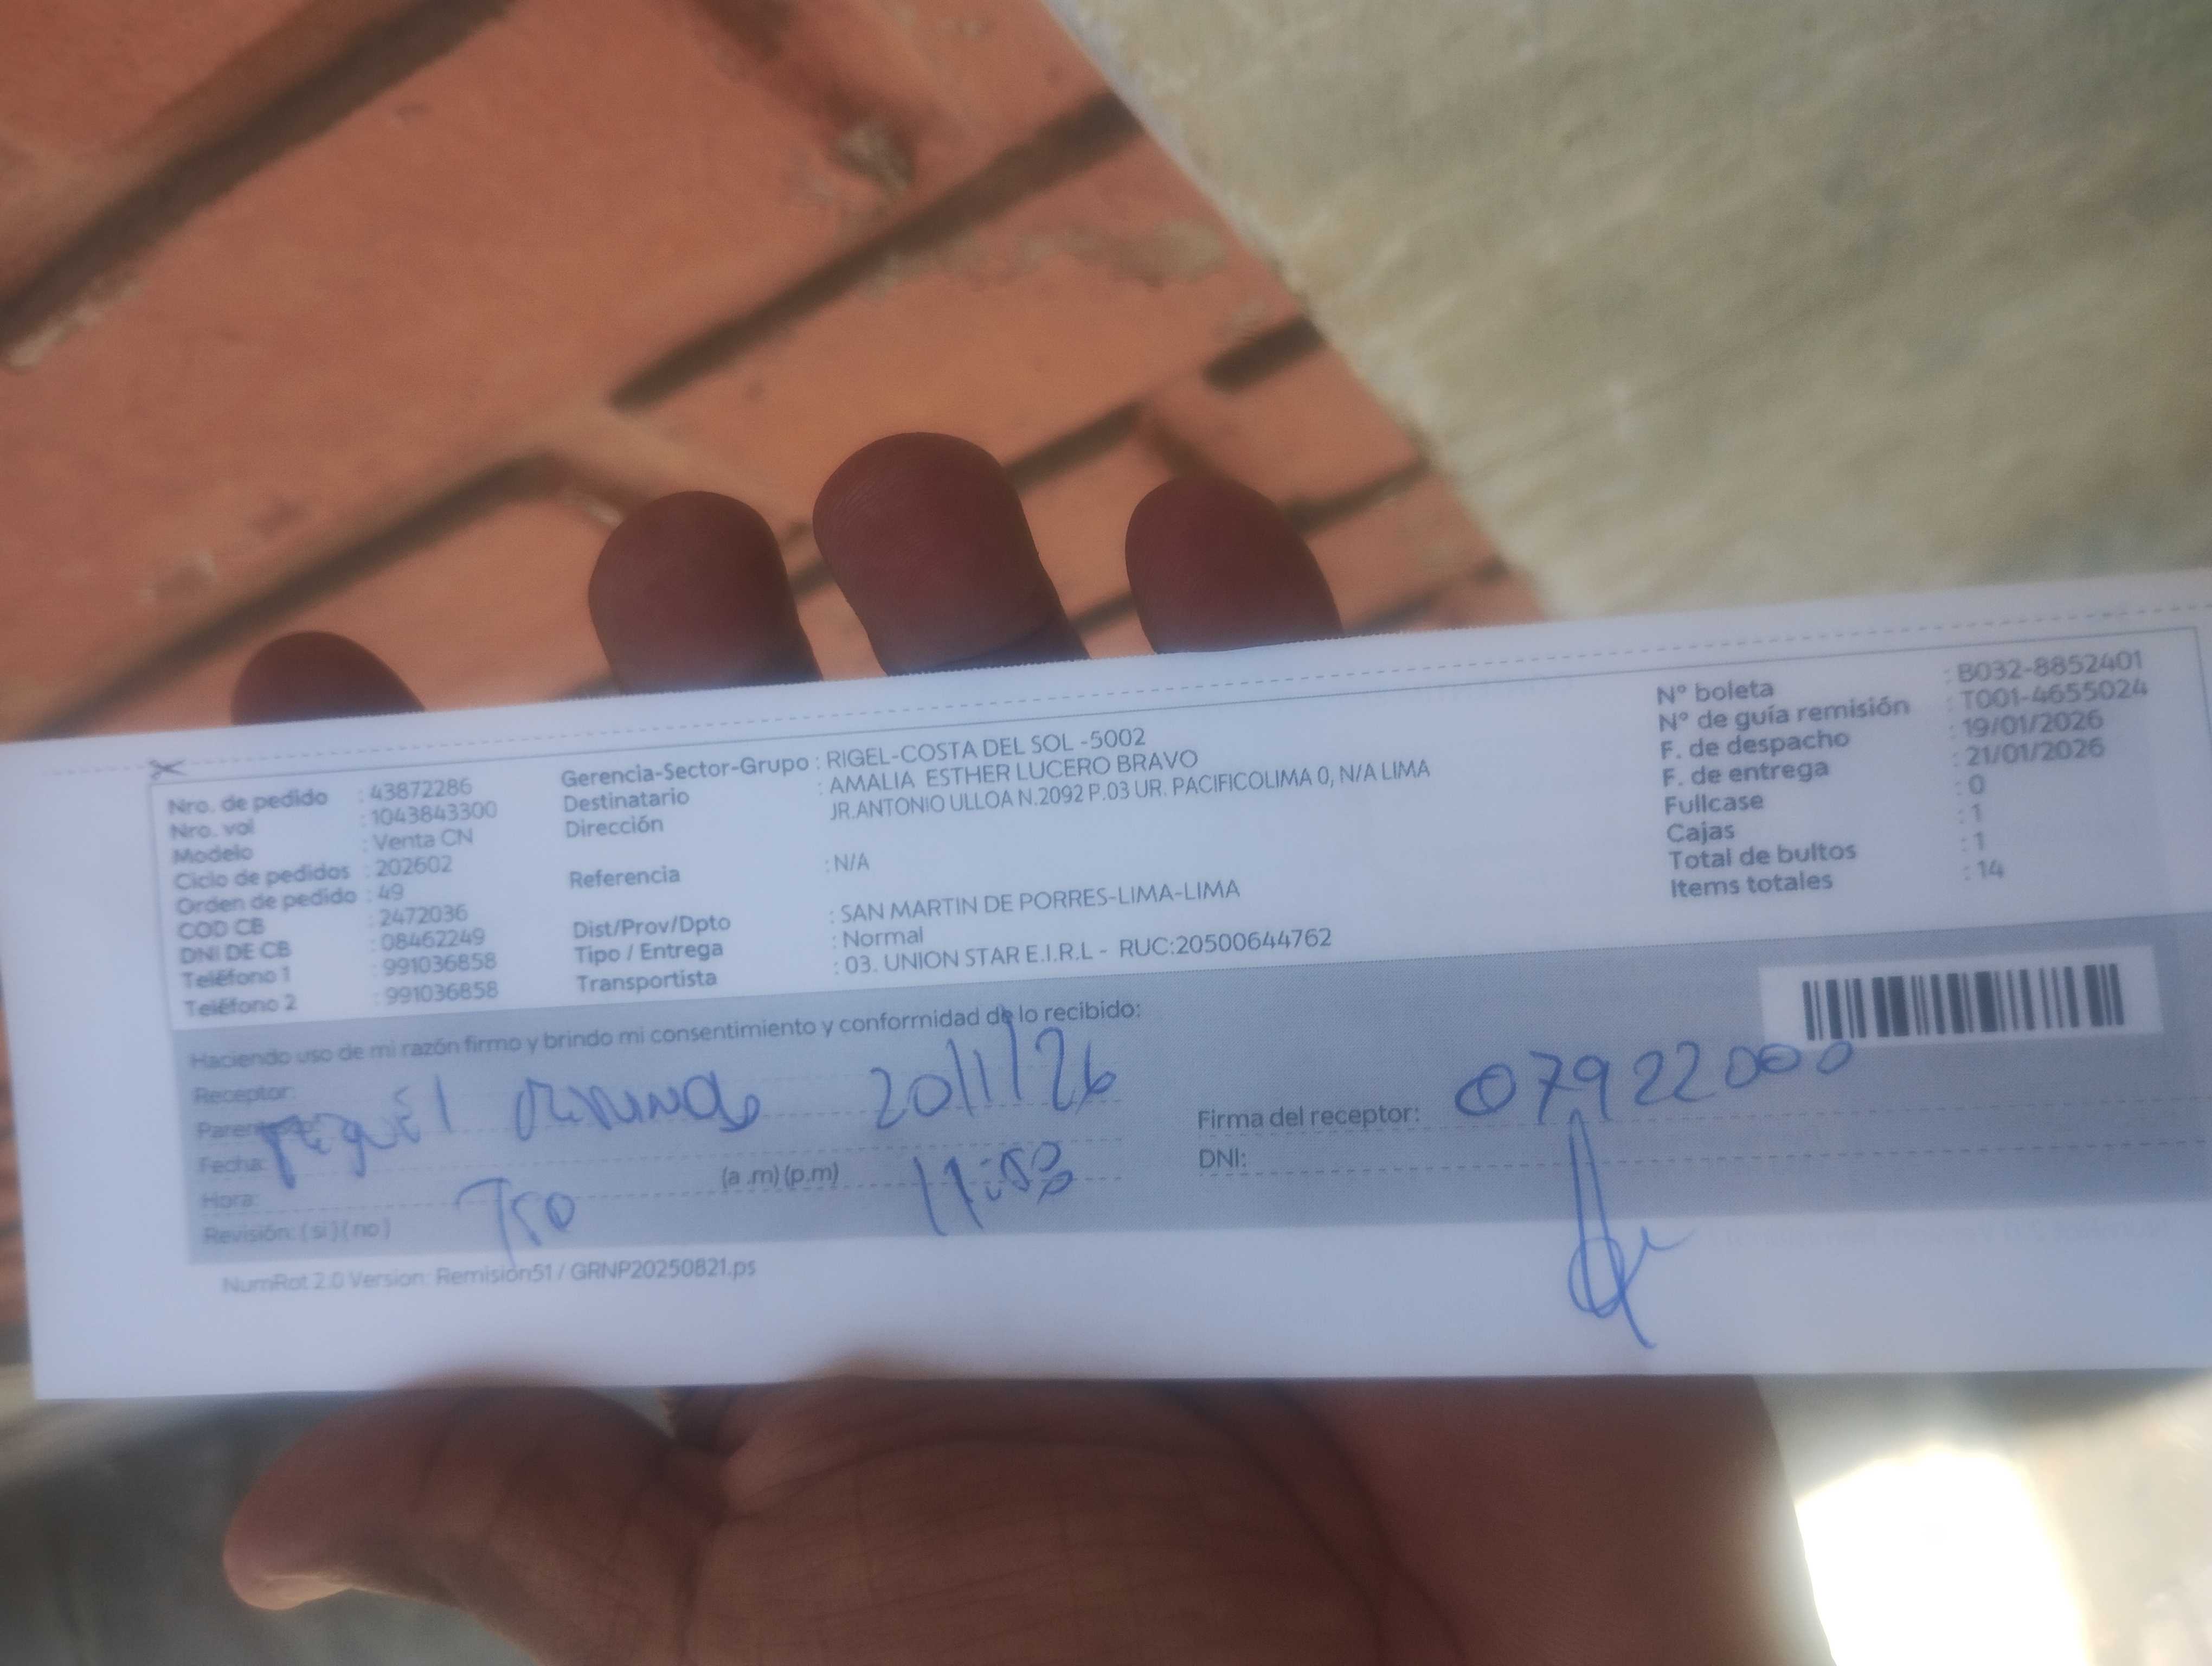 Nro. de pedido : 43872286
Nro. vol : 1043843300
Modelo : Venta CN
Ciclo de pedidos : 202602
Orden de pedido : 49
COD CB : 2472036
DNI DE CB : 08462249
Teléfono 1 : 991036858
Teléfono 2 : 991036858
Gerencia-Sector-Grupo : RIGEL-COSTA DEL SOL -5002
Destinatario : AMALIA ESTHER LUCERO BRAVO
Dirección JR.ANTONIO ULLOA N.2092 P.03 UR. PACIFICOLIMA 0, N/A LIMA
Referencia : N/A
Dist/Prov/Dpto : SAN MARTIN DE PORRES-LIMA-LIMA
Tipo / Entrega : Normal
Transportista : 03. UNION STAR E.I.R.L - RUC:20500644762
N° boleta : B032-8852401
N° de guía remisión : T001-4655024
F. de despacho : 19/01/2026
F. de entrega : 21/01/2026
Fullcase : 0
Cajas : 1
Total de bultos : 1
Items totales : 14
Haciendo uso de mi razón firmo y brindo mi consentimiento y conformidad de lo recibido:
Receptor:
20/1/26
Fecha:
Hora: (a .m) (p.m) 11:53
Revisión: ( si ) ( no )
Firma del receptor: 07922000
DNI:
NumRot 2.0 Version: Remision51 / GRNP20250821.ps